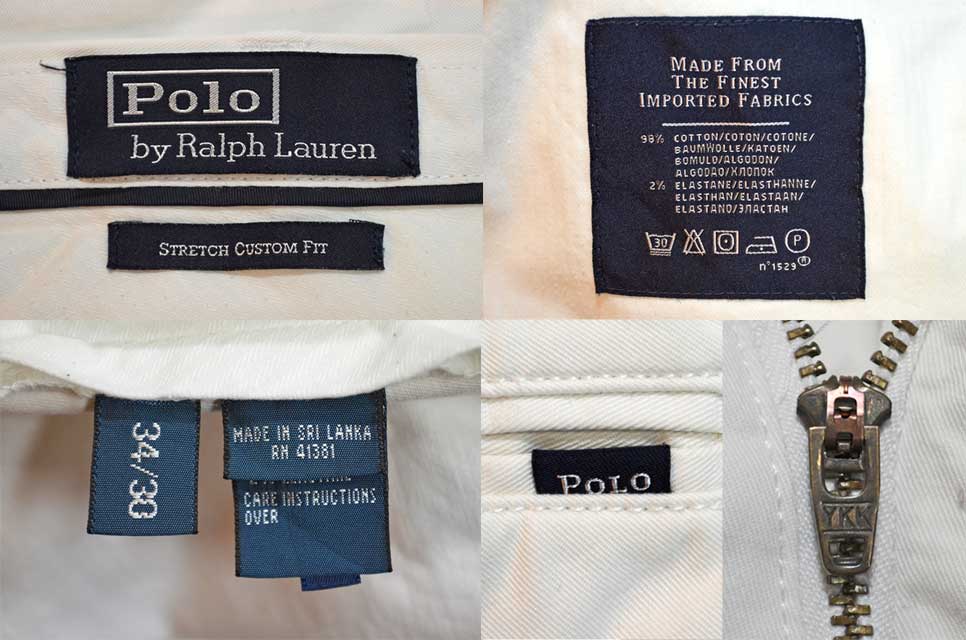 Polo
by Ralph Lauren
STRETCH CUSTOM FIT
MADE FROM
THE FINEST
IMPORTED FABRICS
98% COTTON/COTON/COTONE/
BAUMWOLLE/KATOEN/
BOMULD/ALGODON/
ALGODAO/ХЛОПОК
2% ELASTANE/ELASTHANNE/
ELASTHAN/ELASTAAN/
ELASTANO/ЭЛАСТАН
30 P
n°1529
34/30
MADE IN SRI LANKA
RN 41381
CARE INSTRUCTIONS
OVER
POLO
YKK